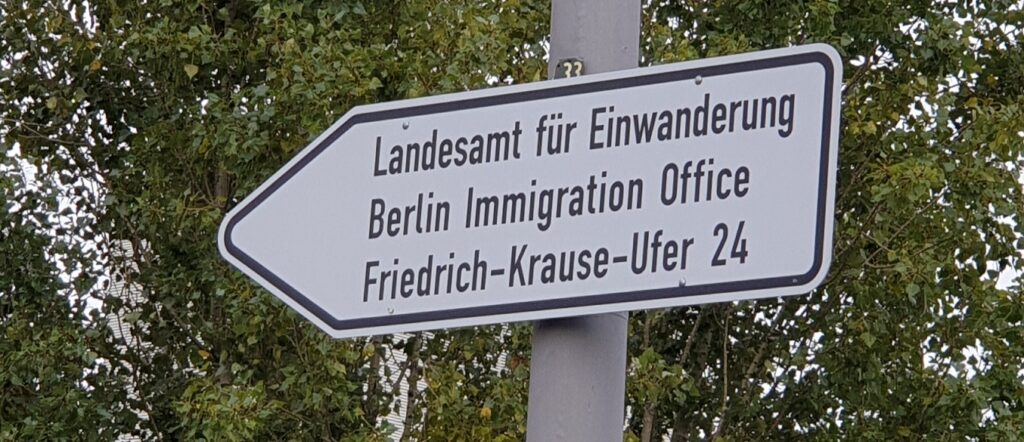 33
Landesamt für Einwanderung
Berlin Immigration Office
Friedrich-Krause-Ufer 24